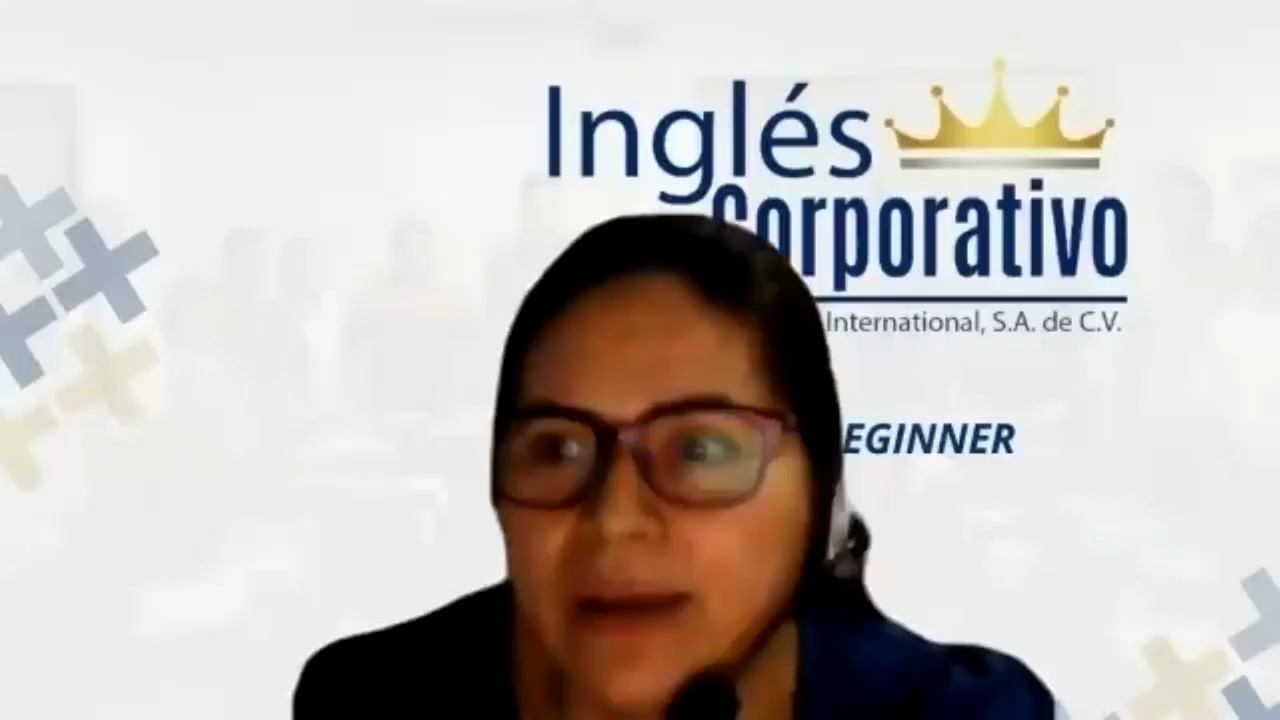 Inglés
Corporativo
International, S.A. de C.V.
EGINNER